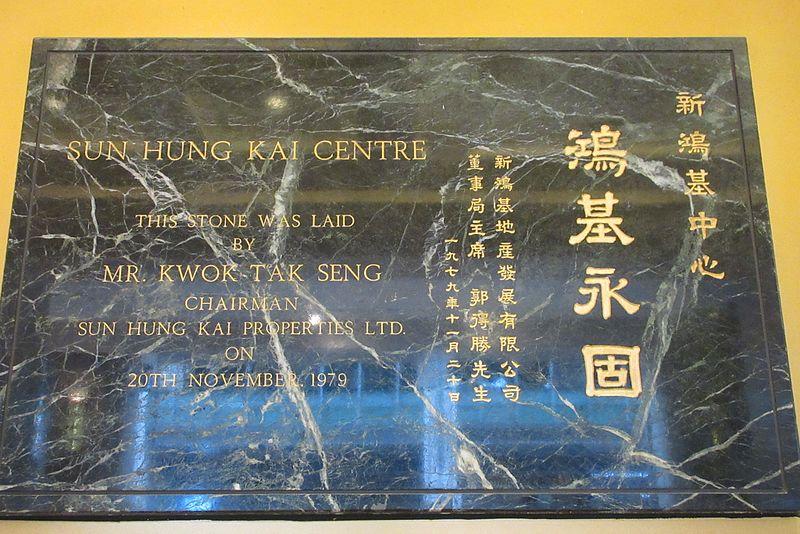 SUN HUNG KAI CENTRE
THIS STONE WAS LAID
BY
MR. KWOK TAK SENG
CHAIRMAN
SUN HUNG KAI PROPERTIES LTD.
ON
20TH NOVEMBER, 1979
新鴻基中心
鴻基永固
新鴻基地產發展有限公司
董事局主席 郭得勝先生
一九七九年十一月二十日